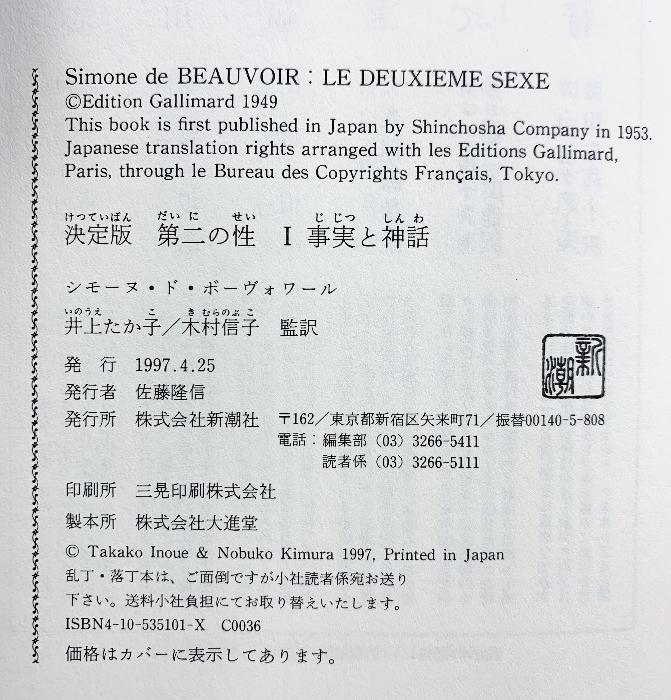 Simone de BEAUVOIR : LE DEUXIEME SEXE
©Edition Gallimard 1949
This book is first published in Japan by Shinchosha Company in 1953.
Japanese translation rights arranged with les Editions Gallimard,
Paris, through le Bureau des Copyrights Français, Tokyo.
けっていばん だいに せい じじつ しんわ
決定版 第二の性 I 事実と神話
シモーヌ・ド・ボーヴォワール
いのうえ こ きむらのぶこ
井上たか子／木村信子 監訳
発 行 1997.4.25
発行者 佐藤隆信
発行所 株式会社新潮社 〒162／東京都新宿区矢来町71／振替00140-5-808
電話：編集部（03）3266-5411
読者係（03）3266-5111
新潮
印刷所 三晃印刷株式会社
製本所 株式会社大進堂
© Takako Inoue & Nobuko Kimura 1997, Printed in Japan
乱丁・落丁本は、ご面倒ですが小社読者係宛お送り
下さい。送料小社負担にてお取り替えいたします。
ISBN4-10-535101-X C0036
価格はカバーに表示してあります。